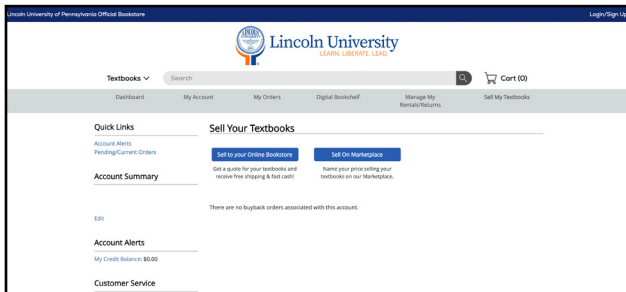 Lincoln University of Pennsylvania Official Bookstore
Login/Sign Up
LINCOLN
Lincoln University
LEARN. LIBERATE. LEAD.
Textbooks
Search
Cart (0)
Dashboard
My Account
My Orders
Digital Bookshelf
Manage My
Rentals/Returns
Sell My Textbooks
Quick Links
Account Alerts
Pending/Current Orders
Account Summary
Edit
Account Alerts
My Credit Balance: $0.00
Customer Service
Sell Your Textbooks
Sell to your Online Bookstore
Get a quote for your textbooks and
receive free shipping & fast cash!
Sell On Marketplace
Name your price selling your
textbooks on our Marketplace.
There are no buyback orders associated with this account.